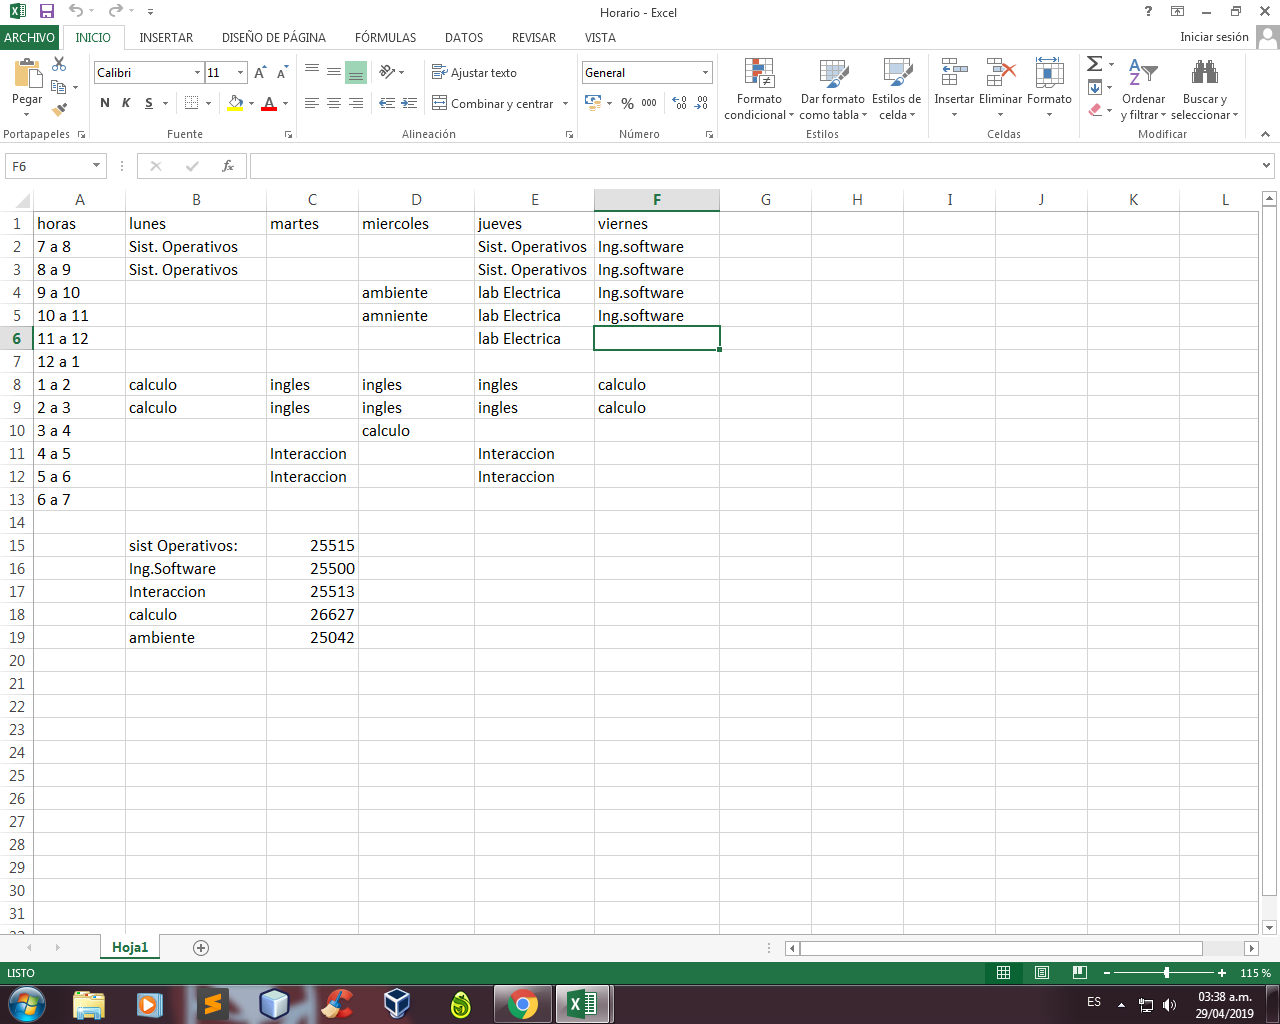 Horario - Excel
ARCHIVO INICIO INSERTAR DISEÑO DE PÁGINA FÓRMULAS DATOS REVISAR VISTA Iniciar sesión
Calibri 11 Ajustar texto General
Pegar N K S Combinar y centrar % 000 Formato condicional Dar formato como tabla Estilos de celda Insertar Eliminar Formato Ordenar y filtrar Buscar y seleccionar
Portapapeles Fuente Alineación Número Estilos Celdas Modificar
F6 fx
A B C D E F G H I J K L
1 horas lunes martes miercoles jueves viernes
2 7 a 8 Sist. Operativos Sist. Operativos Ing.software
3 8 a 9 Sist. Operativos Sist. Operativos Ing.software
4 9 a 10 ambiente lab Electrica Ing.software
5 10 a 11 amniente lab Electrica Ing.software
6 11 a 12 lab Electrica
7 12 a 1
8 1 a 2 calculo ingles ingles ingles calculo
9 2 a 3 calculo ingles ingles ingles calculo
10 3 a 4 calculo
11 4 a 5 Interaccion Interaccion
12 5 a 6 Interaccion Interaccion
13 6 a 7
14
15 sist Operativos: 25515
16 Ing.Software 25500
17 Interaccion 25513
18 calculo 26627
19 ambiente 25042
20
21
22
23
24
25
26
27
28
29
30
31
Hoja1
LISTO 115 %
ES 03:38 a.m.
29/04/2019